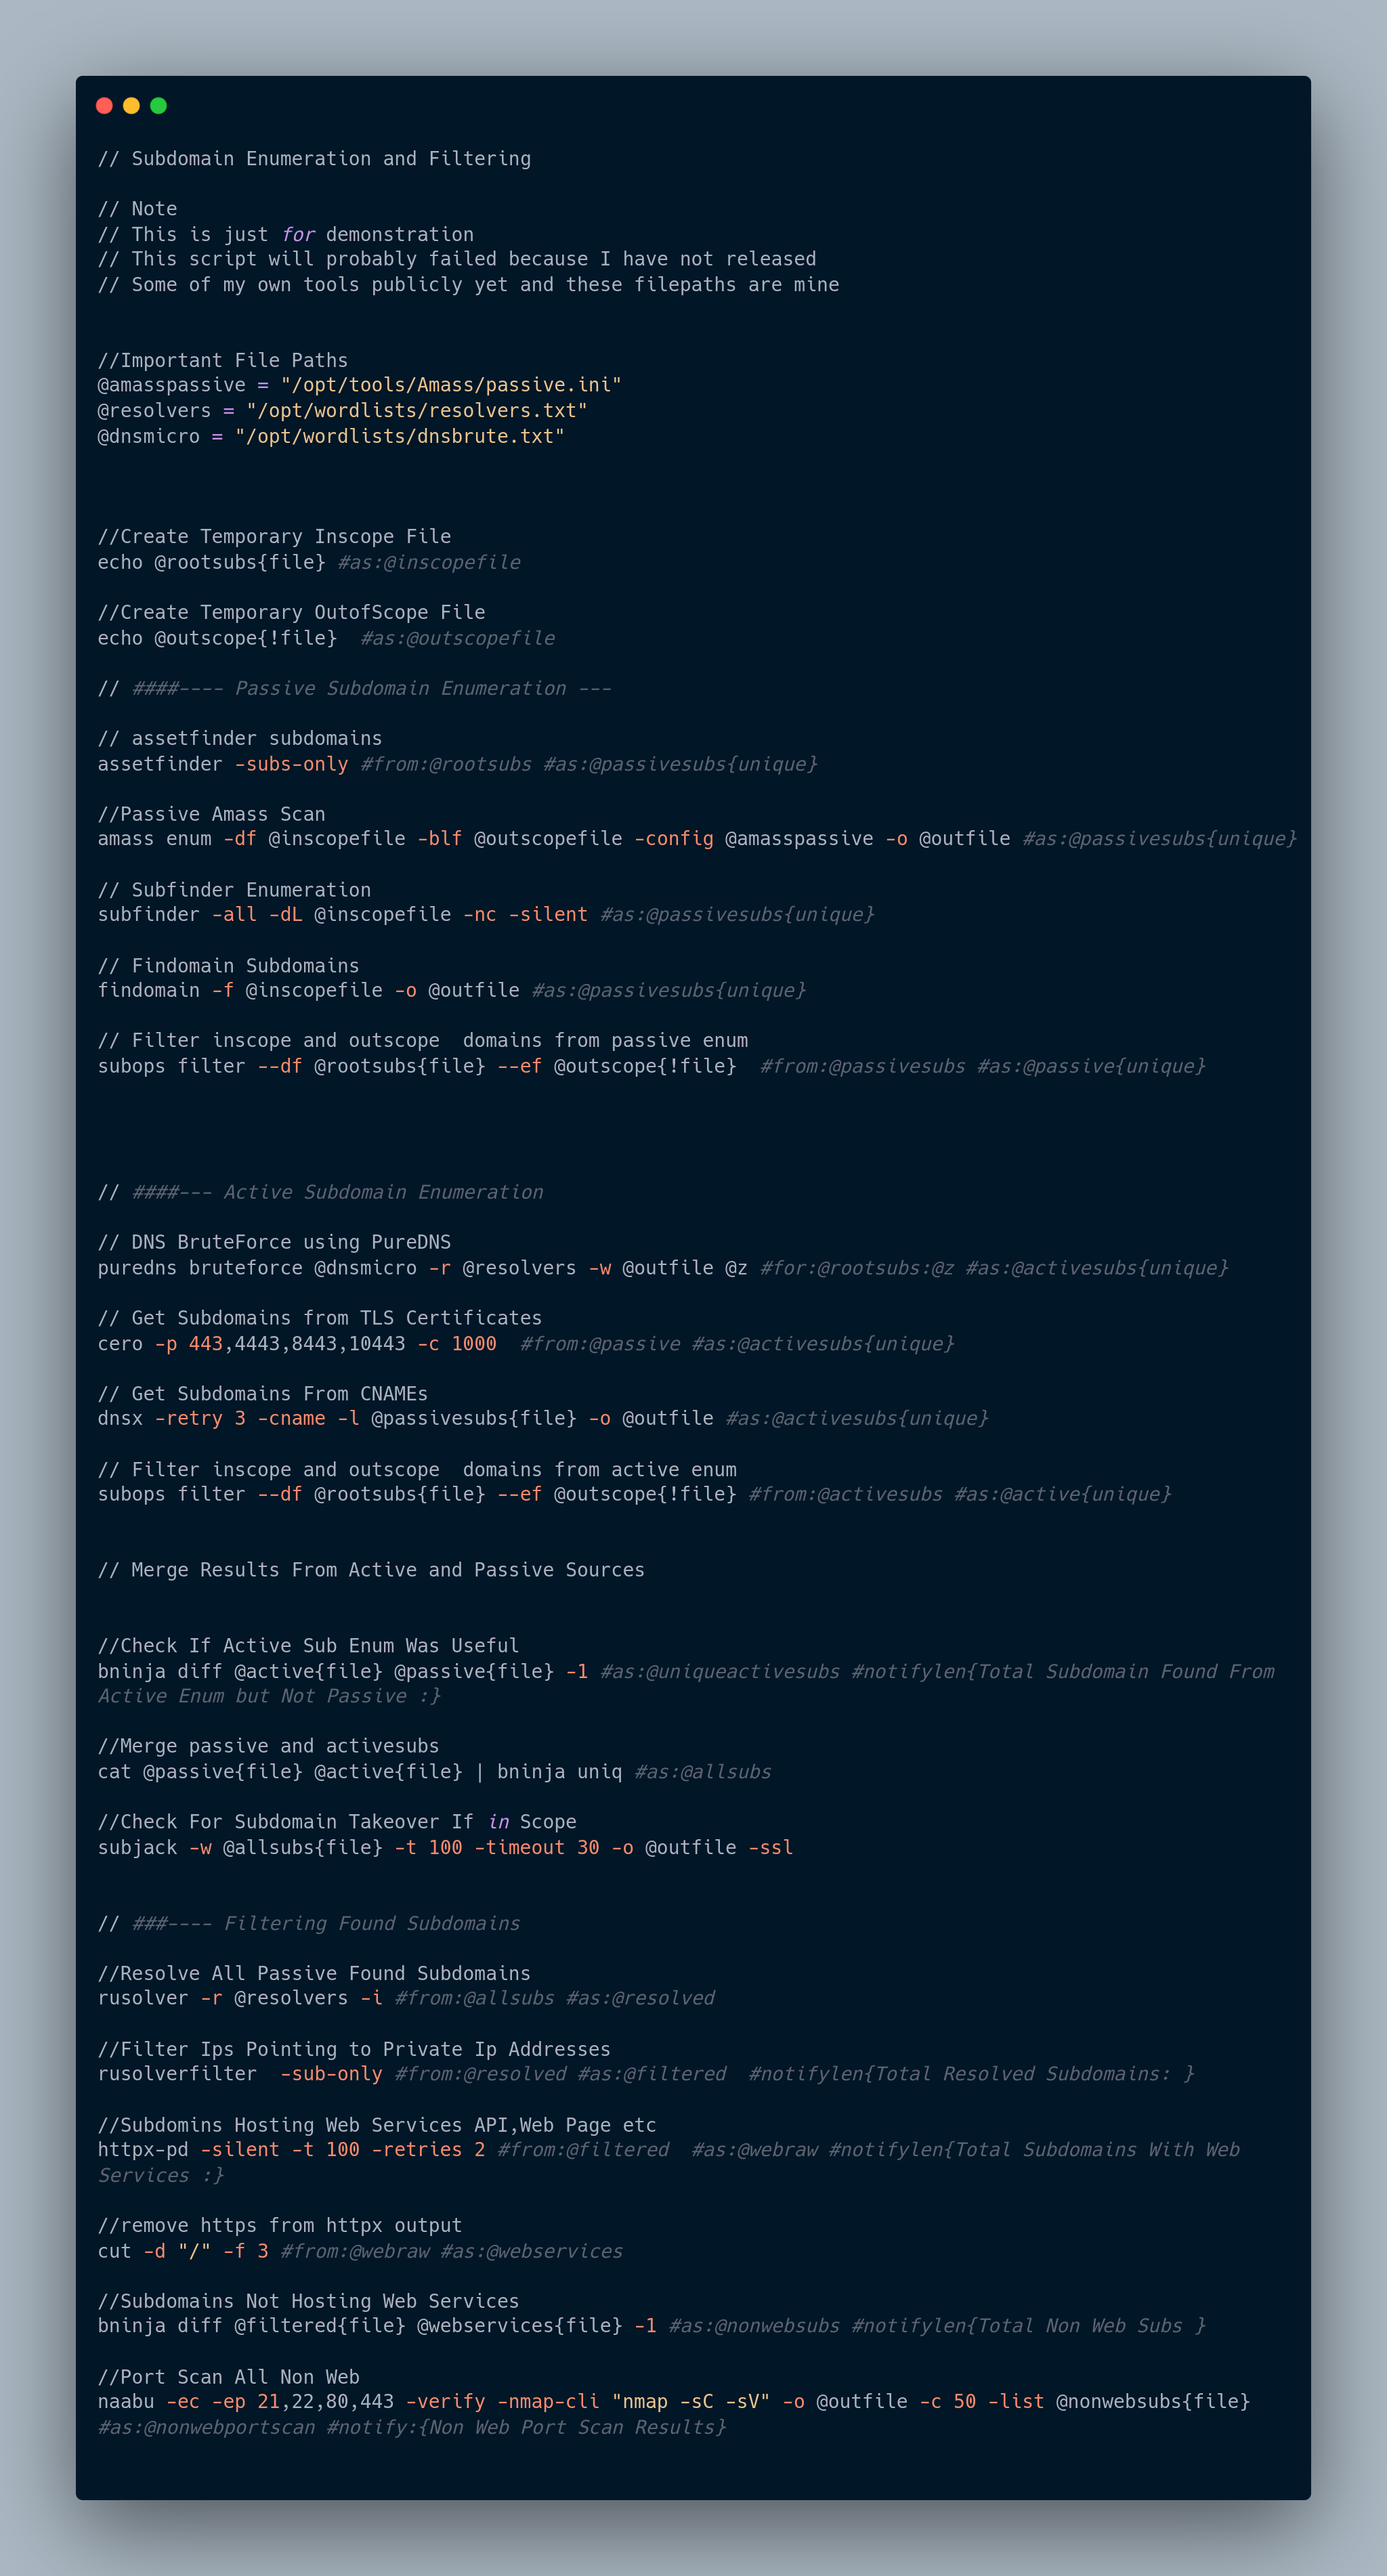 // Subdomain Enumeration and Filtering
// Note
// This is just for demonstration
// This script will probably failed because I have not released
// Some of my own tools publicly yet and these filepaths are mine
//Important File Paths
@amasspassive = "/opt/tools/Amass/passive.ini"
@resolvers = "/opt/wordlists/resolvers.txt"
@dnsmicro = "/opt/wordlists/dnsbrute.txt"
//Create Temporary Inscope File
echo @rootsubs{file} #as:@inscopefile
//Create Temporary OutofScope File
echo @outscope{!file}  #as:@outscopefile
// ####---- Passive Subdomain Enumeration ---
// assetfinder subdomains
assetfinder -subs-only #from:@rootsubs #as:@passivesubs{unique}
//Passive Amass Scan
amass enum -df @inscopefile -blf @outscopefile -config @amasspassive -o @outfile #as:@passivesubs{unique}
// Subfinder Enumeration
subfinder -all -dL @inscopefile -nc -silent #as:@passivesubs{unique}
// Findomain Subdomains
findomain -f @inscopefile -o @outfile #as:@passivesubs{unique}
// Filter inscope and outscope  domains from passive enum
subops filter --df @rootsubs{file} --ef @outscope{!file}  #from:@passivesubs #as:@passive{unique}
// ####--- Active Subdomain Enumeration
// DNS BruteForce using PureDNS
puredns bruteforce @dnsmicro -r @resolvers -w @outfile @z #for:@rootsubs:@z #as:@activesubs{unique}
// Get Subdomains from TLS Certificates
cero -p 443,4443,8443,10443 -c 1000  #from:@passive #as:@activesubs{unique}
// Get Subdomains From CNAMEs
dnsx -retry 3 -cname -l @passivesubs{file} -o @outfile #as:@activesubs{unique}
// Filter inscope and outscope  domains from active enum
subops filter --df @rootsubs{file} --ef @outscope{!file} #from:@activesubs #as:@active{unique}
// Merge Results From Active and Passive Sources
//Check If Active Sub Enum Was Useful
bninja diff @active{file} @passive{file} -1 #as:@uniqueactivesubs #notifylen{Total Subdomain Found From
Active Enum but Not Passive :}
//Merge passive and activesubs
cat @passive{file} @active{file} | bninja uniq #as:@allsubs
//Check For Subdomain Takeover If in Scope
subjack -w @allsubs{file} -t 100 -timeout 30 -o @outfile -ssl
// ###---- Filtering Found Subdomains
//Resolve All Passive Found Subdomains
rusolver -r @resolvers -i #from:@allsubs #as:@resolved
//Filter Ips Pointing to Private Ip Addresses
rusolverfilter  -sub-only #from:@resolved #as:@filtered  #notifylen{Total Resolved Subdomains: }
//Subdomins Hosting Web Services API,Web Page etc
httpx-pd -silent -t 100 -retries 2 #from:@filtered  #as:@webraw #notifylen{Total Subdomains With Web
Services :}
//remove https from httpx output
cut -d "/" -f 3 #from:@webraw #as:@webservices
//Subdomains Not Hosting Web Services
bninja diff @filtered{file} @webservices{file} -1 #as:@nonwebsubs #notifylen{Total Non Web Subs }
//Port Scan All Non Web
naabu -ec -ep 21,22,80,443 -verify -nmap-cli "nmap -sC -sV" -o @outfile -c 50 -list @nonwebsubs{file}
#as:@nonwebportscan #notify:{Non Web Port Scan Results}